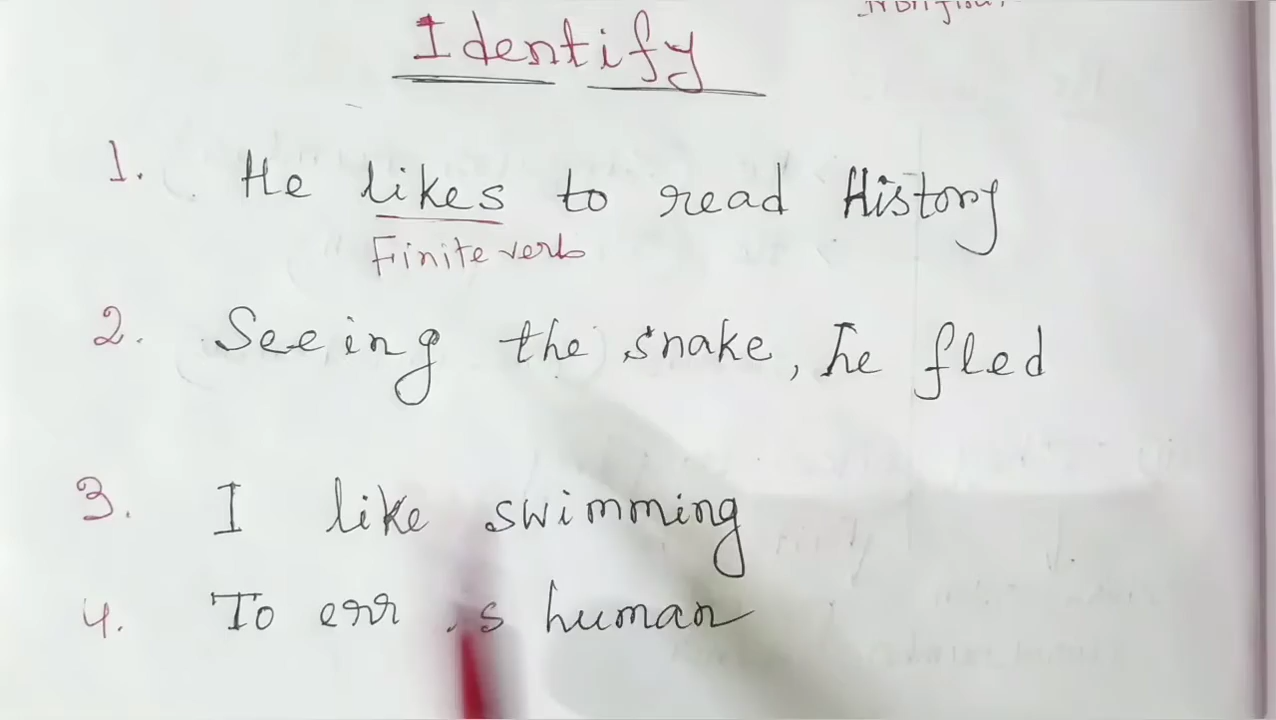 Identify
1. He likes to read History
Finite verb
2. Seeing the snake, he fled
3. I like swimming
4. To err is human